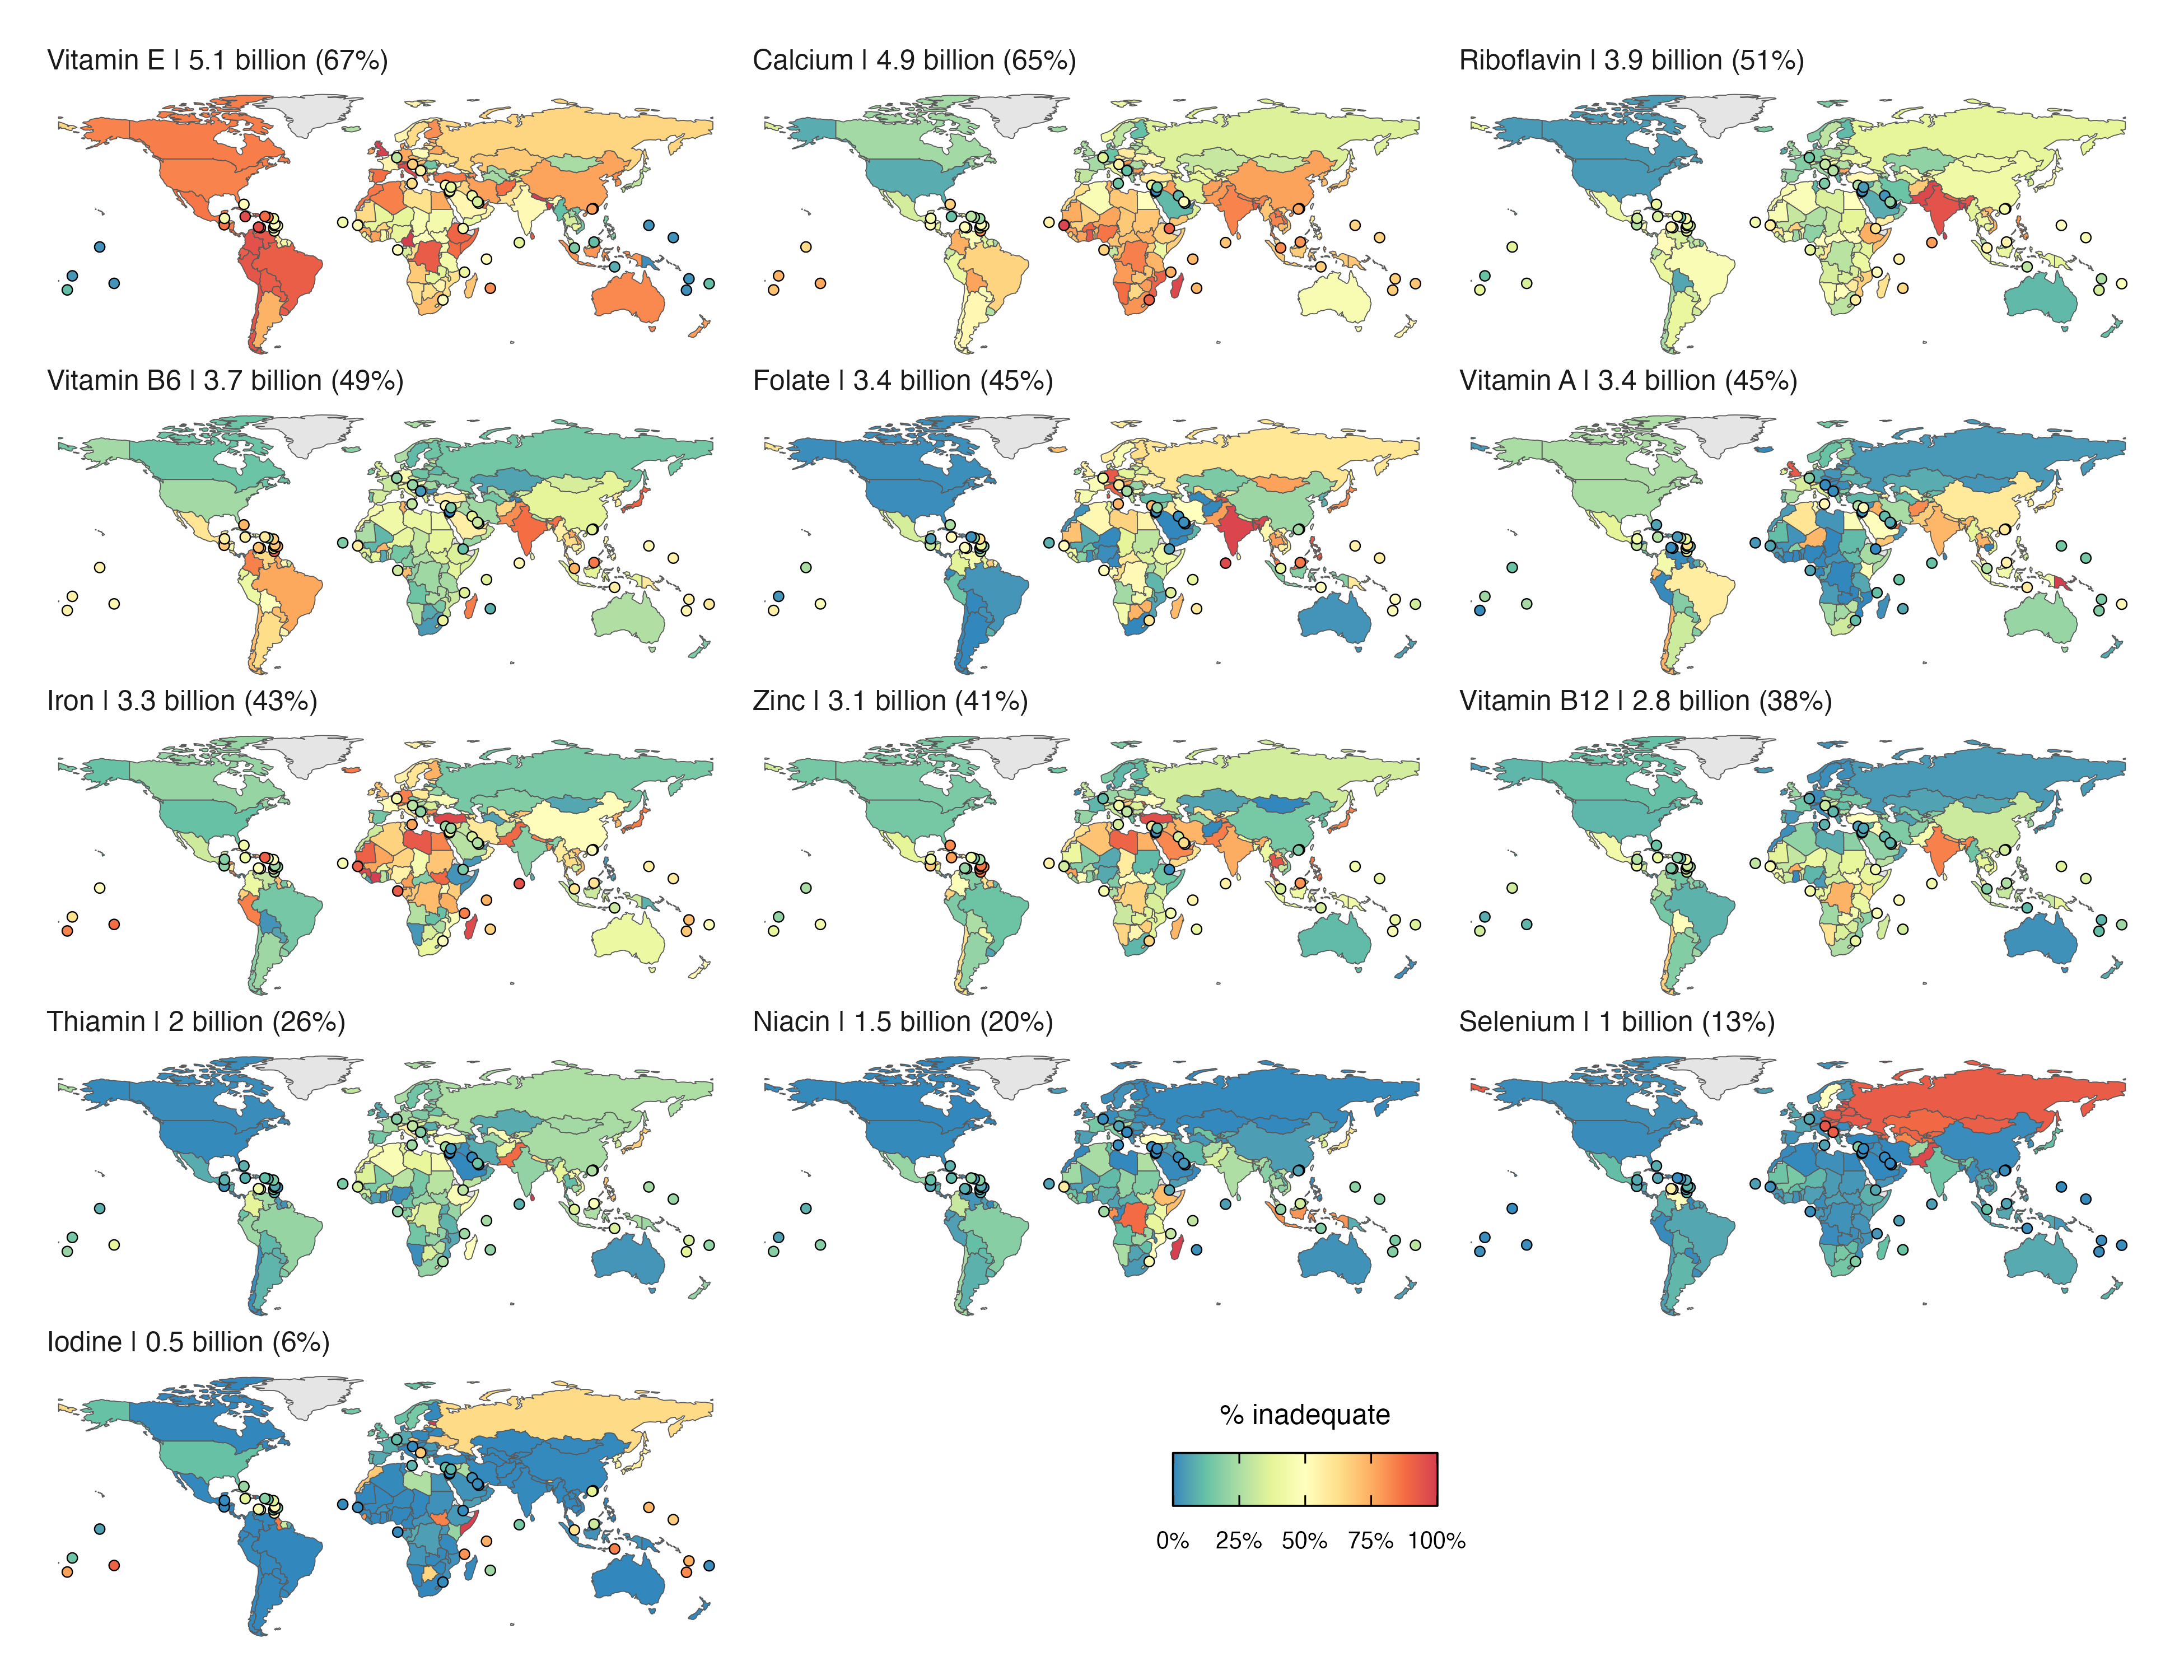 Vitamin E | 5.1 billion (67%)
Calcium | 4.9 billion (65%)
Riboflavin | 3.9 billion (51%)
Vitamin B6 | 3.7 billion (49%)
Folate | 3.4 billion (45%)
Vitamin A | 3.4 billion (45%)
Iron | 3.3 billion (43%)
Zinc | 3.1 billion (41%)
Vitamin B12 | 2.8 billion (38%)
Thiamin | 2 billion (26%)
Niacin | 1.5 billion (20%)
Selenium | 1 billion (13%)
Iodine | 0.5 billion (6%)
% inadequate
0% 25% 50% 75% 100%